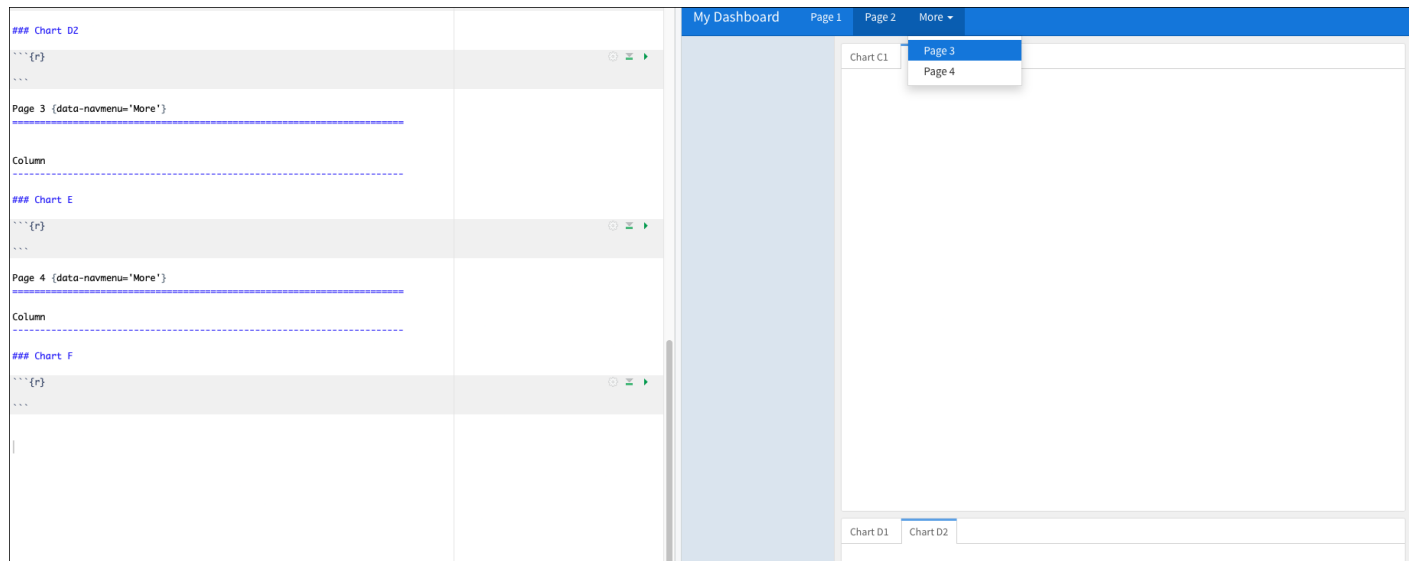 ### Chart D2
```{r}
```
Page 3 {data-navmenu='More'}
=======================================================================
Column
-----------------------------------------------------------------------
### Chart E
```{r}
```
Page 4 {data-navmenu='More'}
=======================================================================
Column
-----------------------------------------------------------------------
### Chart F
```{r}
```
My Dashboard Page 1 Page 2 More
Page 3
Page 4
Chart C1
Chart D1 Chart D2